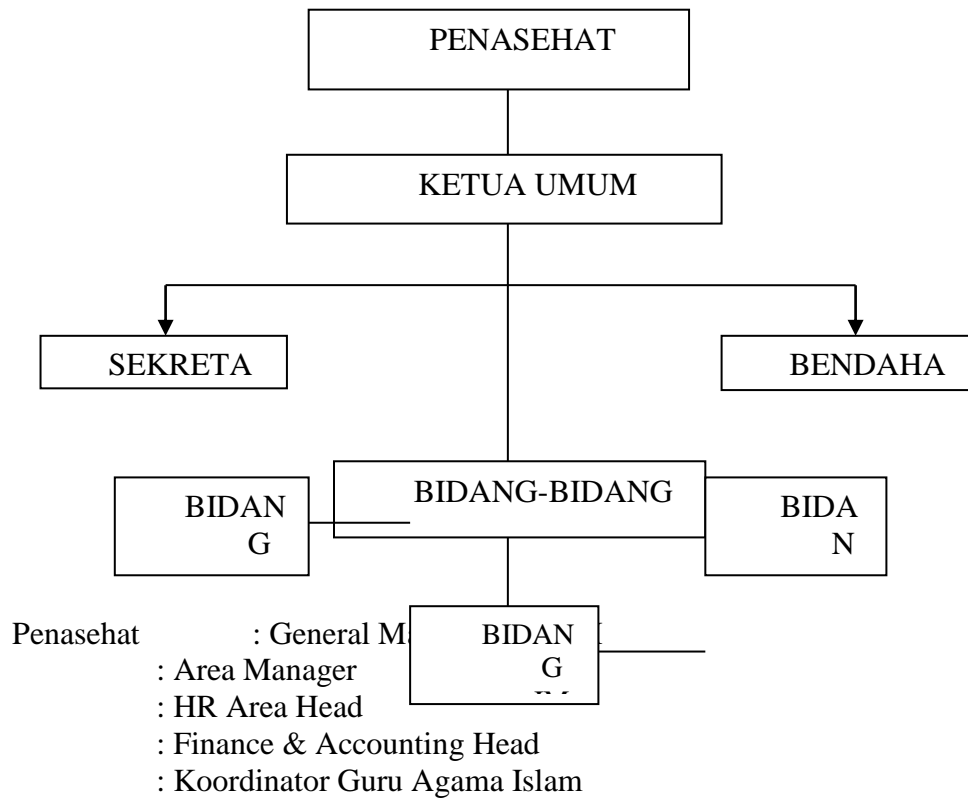 PENASEHAT
KETUA UMUM
SEKRETA
BENDAHA
BIDANG-BIDANG
BIDAN
G
BIDA
N
BIDAN
G
Penasehat : General Ma
: Area Manager
: HR Area Head
: Finance & Accounting Head
: Koordinator Guru Agama Islam